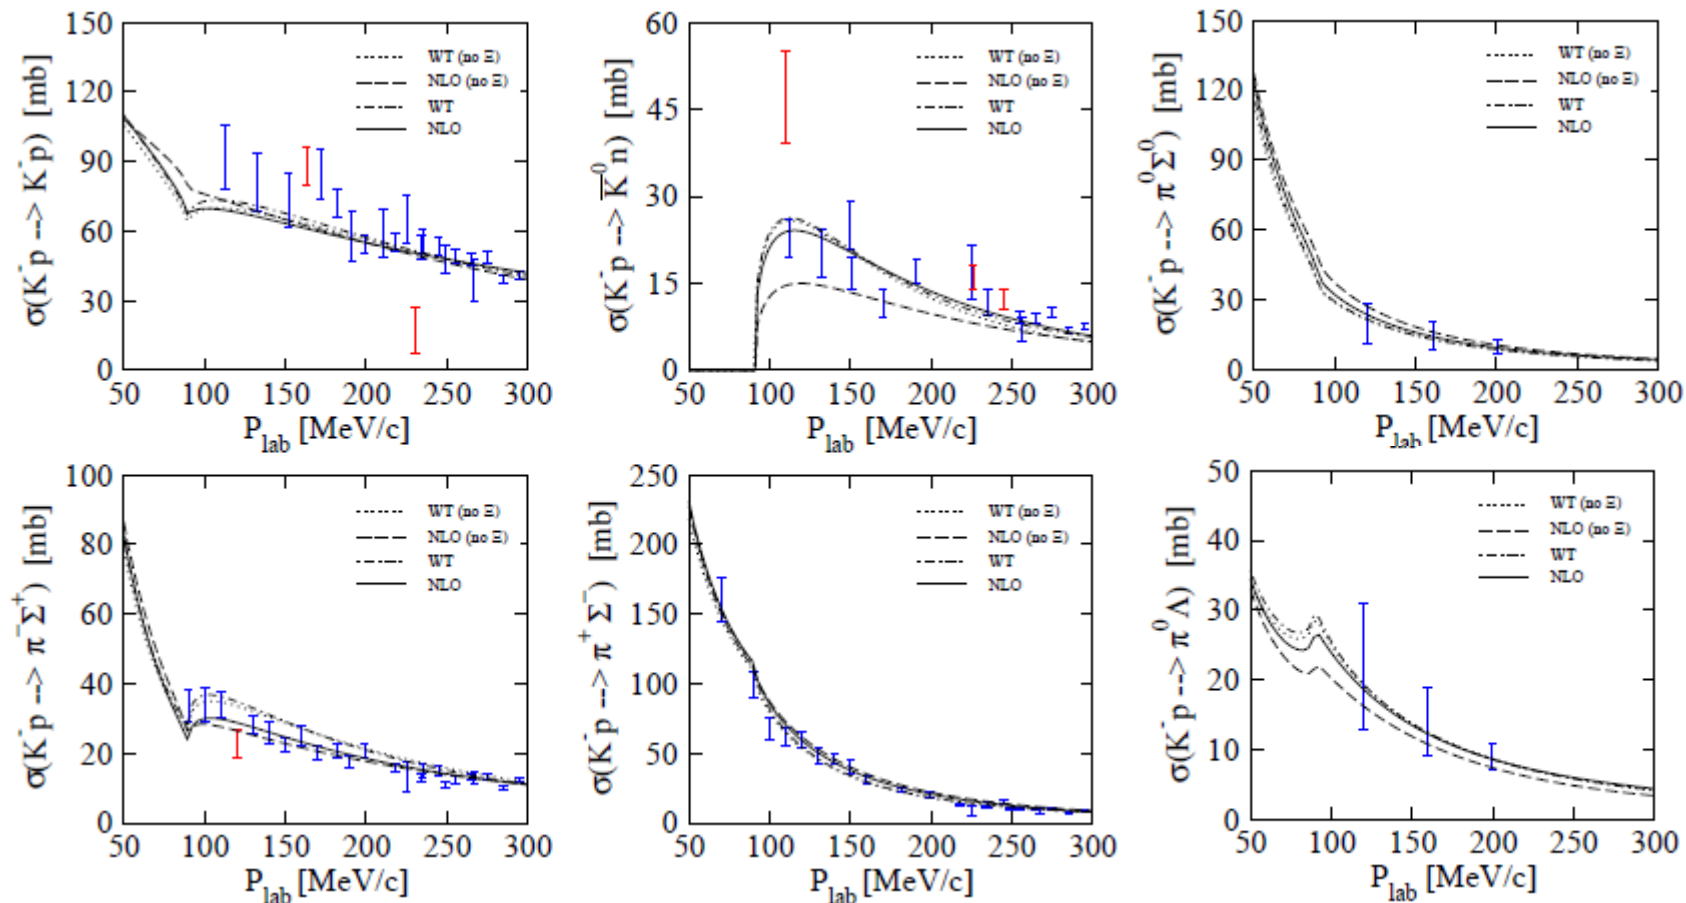 σ(K⁻p --> K⁻p) [mb]
150
120
90
60
30
0
WT (no Ξ)
NLO (no Ξ)
WT
NLO
50 100 150 200 250 300
P_lab [MeV/c]
σ(K⁻p --> K̅⁰n) [mb]
60
45
30
15
0
WT (no Ξ)
NLO (no Ξ)
WT
NLO
50 100 150 200 250 300
P_lab [MeV/c]
σ(K⁻p --> π⁰Σ⁰) [mb]
150
120
90
60
30
0
WT (no Ξ)
NLO (no Ξ)
WT
NLO
50 100 150 200 250 300
P_lab [MeV/c]
σ(K⁻p --> π⁻Σ⁺) [mb]
100
80
60
40
20
0
WT (no Ξ)
NLO (no Ξ)
WT
NLO
50 100 150 200 250 300
P_lab [MeV/c]
σ(K⁻p --> π⁺Σ⁻) [mb]
250
200
150
100
50
0
WT (no Ξ)
NLO (no Ξ)
WT
NLO
50 100 150 200 250 300
P_lab [MeV/c]
σ(K⁻p --> π⁰Λ) [mb]
50
40
30
20
10
0
WT (no Ξ)
NLO (no Ξ)
WT
NLO
50 100 150 200 250 300
P_lab [MeV/c]